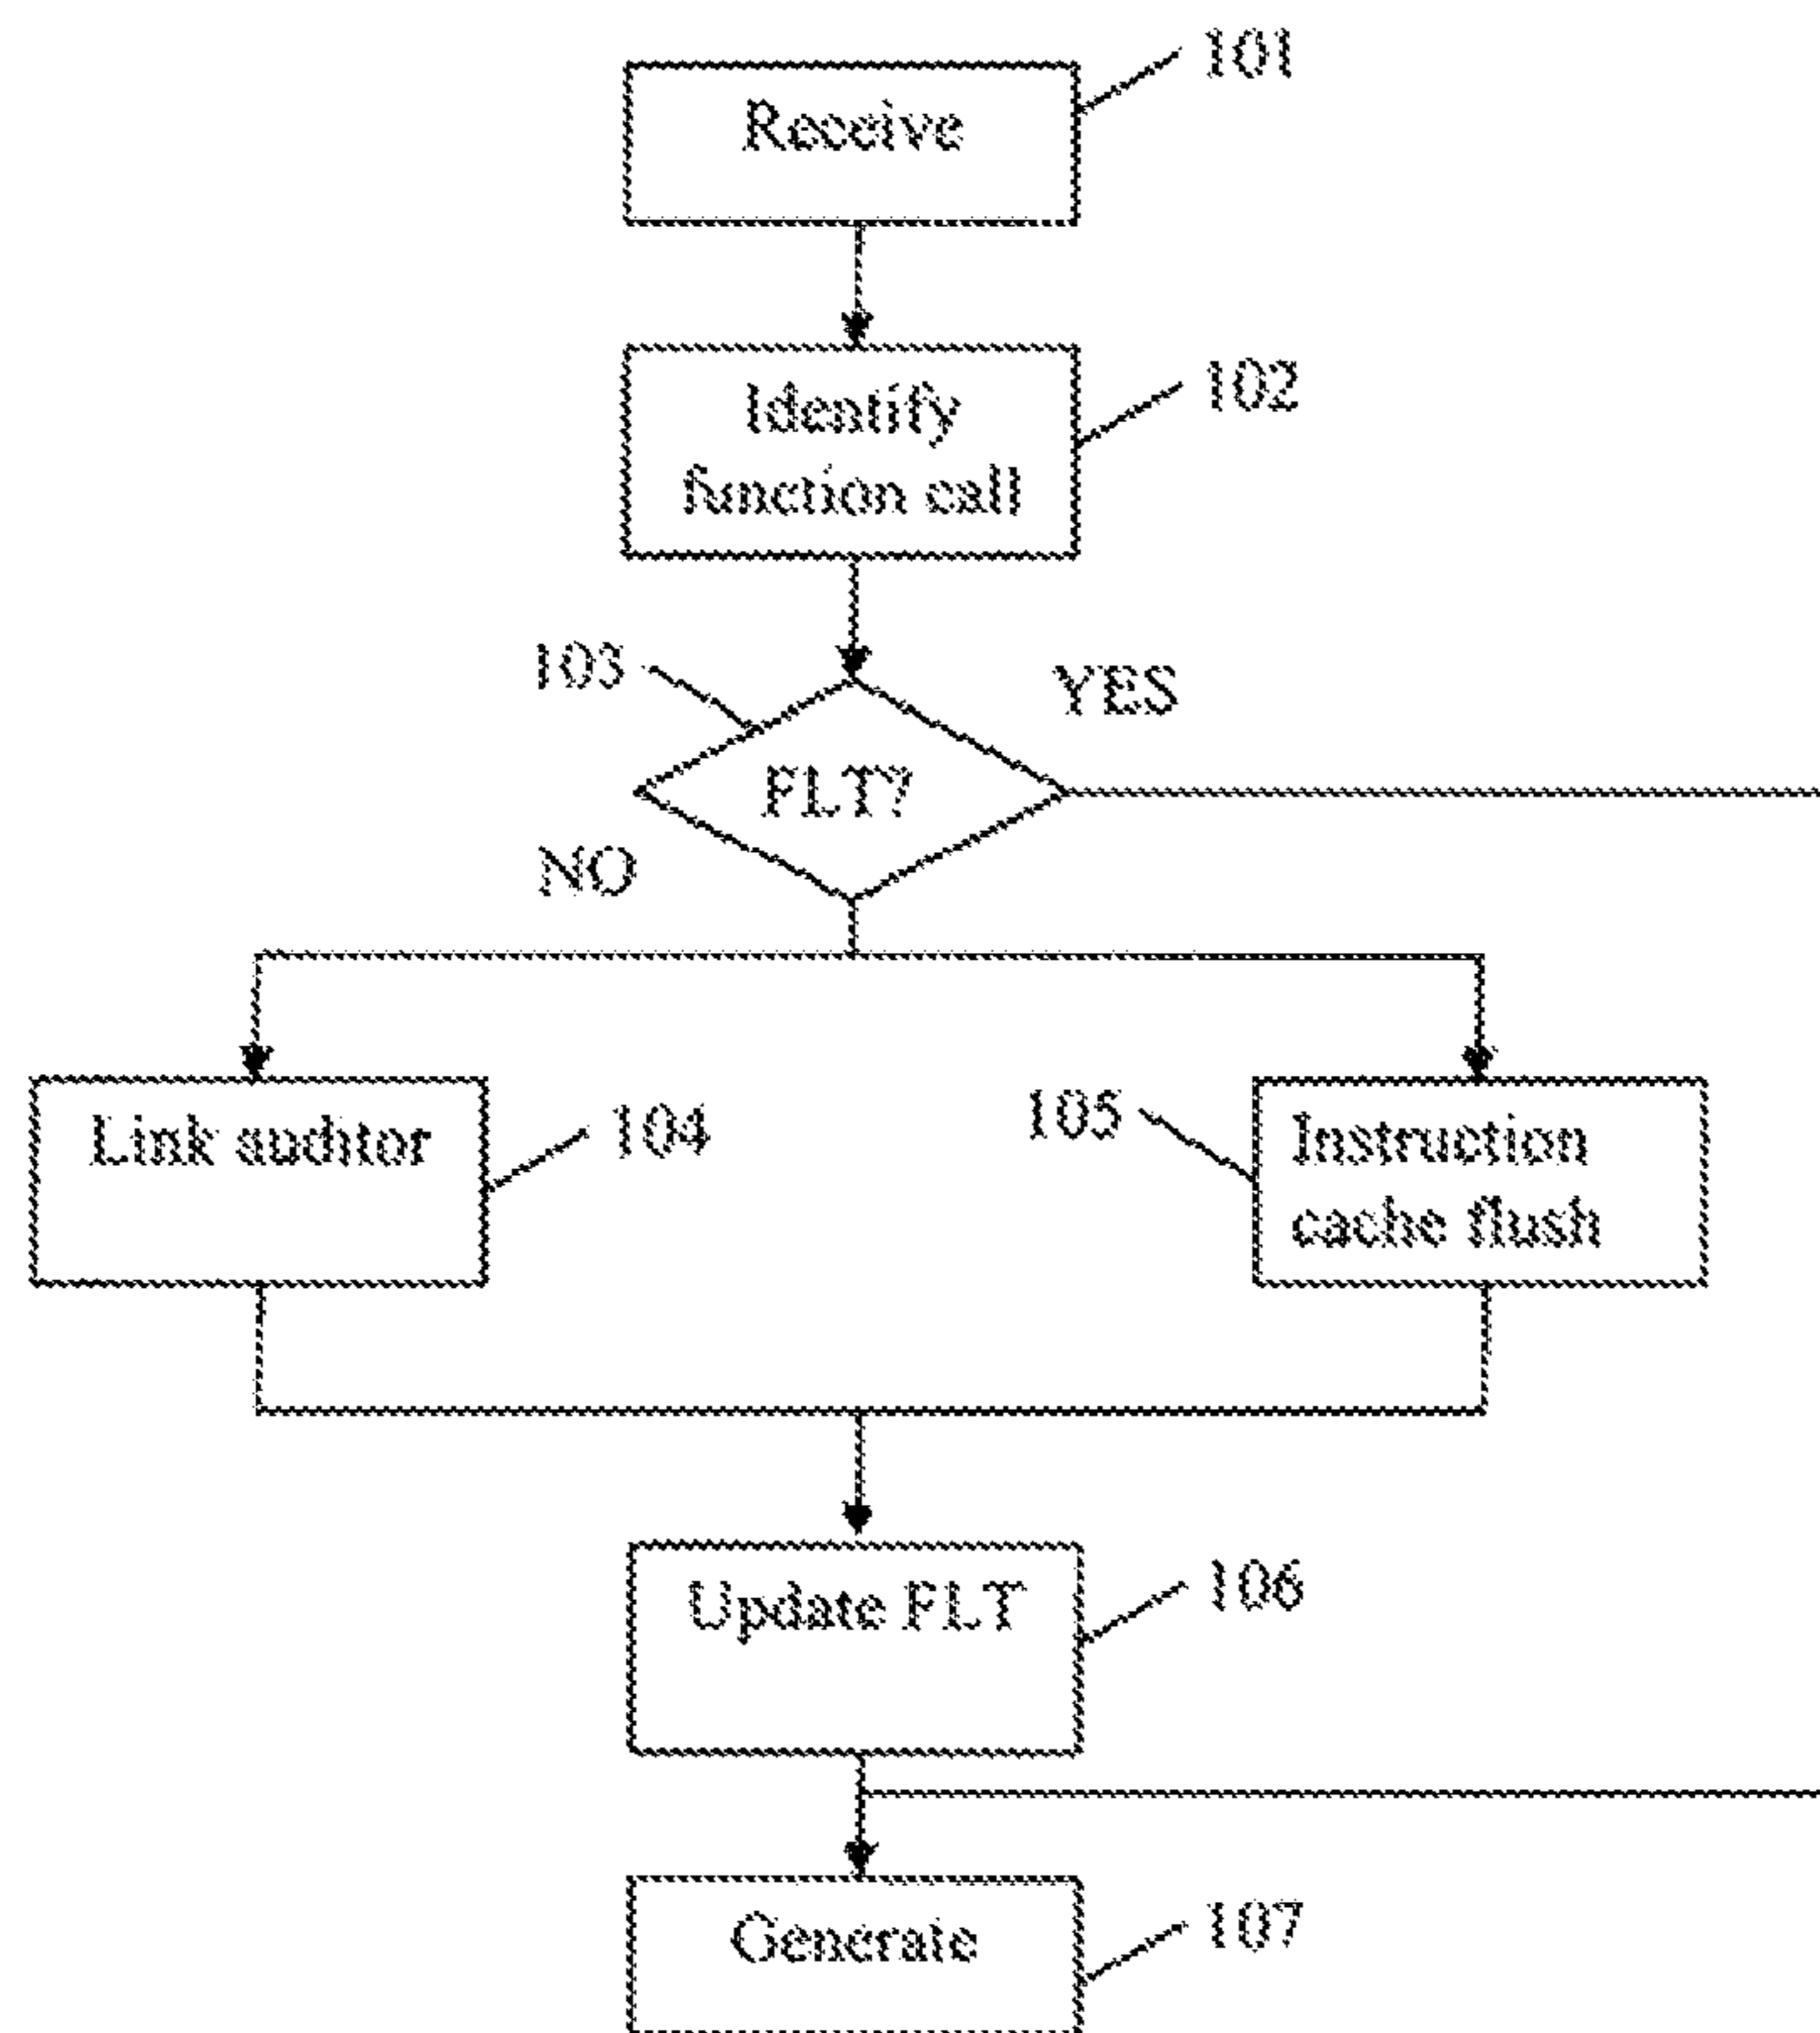 101
Receive
102
Identify
function call
103
YES
FLT?
NO
Link auditor
104
105
Instruction
cache flush
Update FLT
106
Generate
107